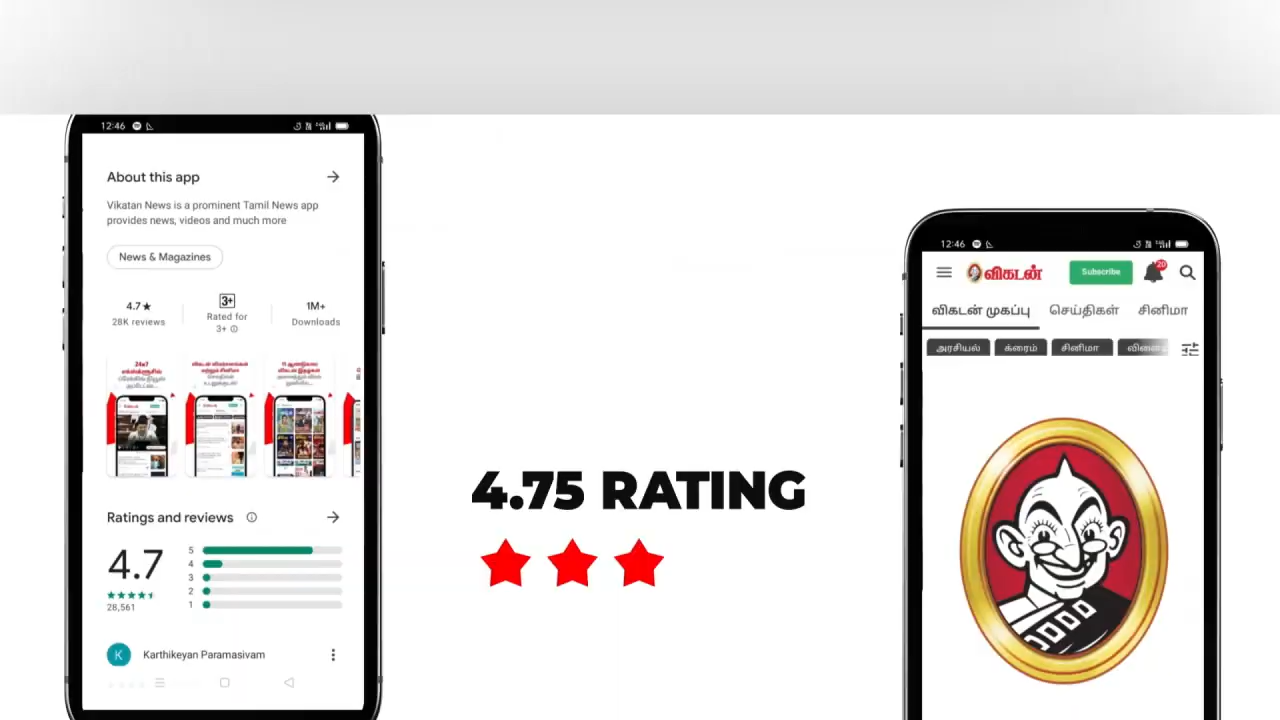 12:46
About this app
Vikatan News is a prominent Tamil News app
provides news, videos and much more
News & Magazines
4.7★
28K reviews
3+
Rated for
3+
1M+
Downloads
24x7
Ratings and reviews
4.7
5
4
3
2
1
28,561
K
Karthikeyan Paramasivam
4.75 RATING
12:46
விகடன்
Subscribe
20
விகடன் முகப்பு
செய்திகள்
சினிமா
அரசியல்
க்ரைம்
சினிமா